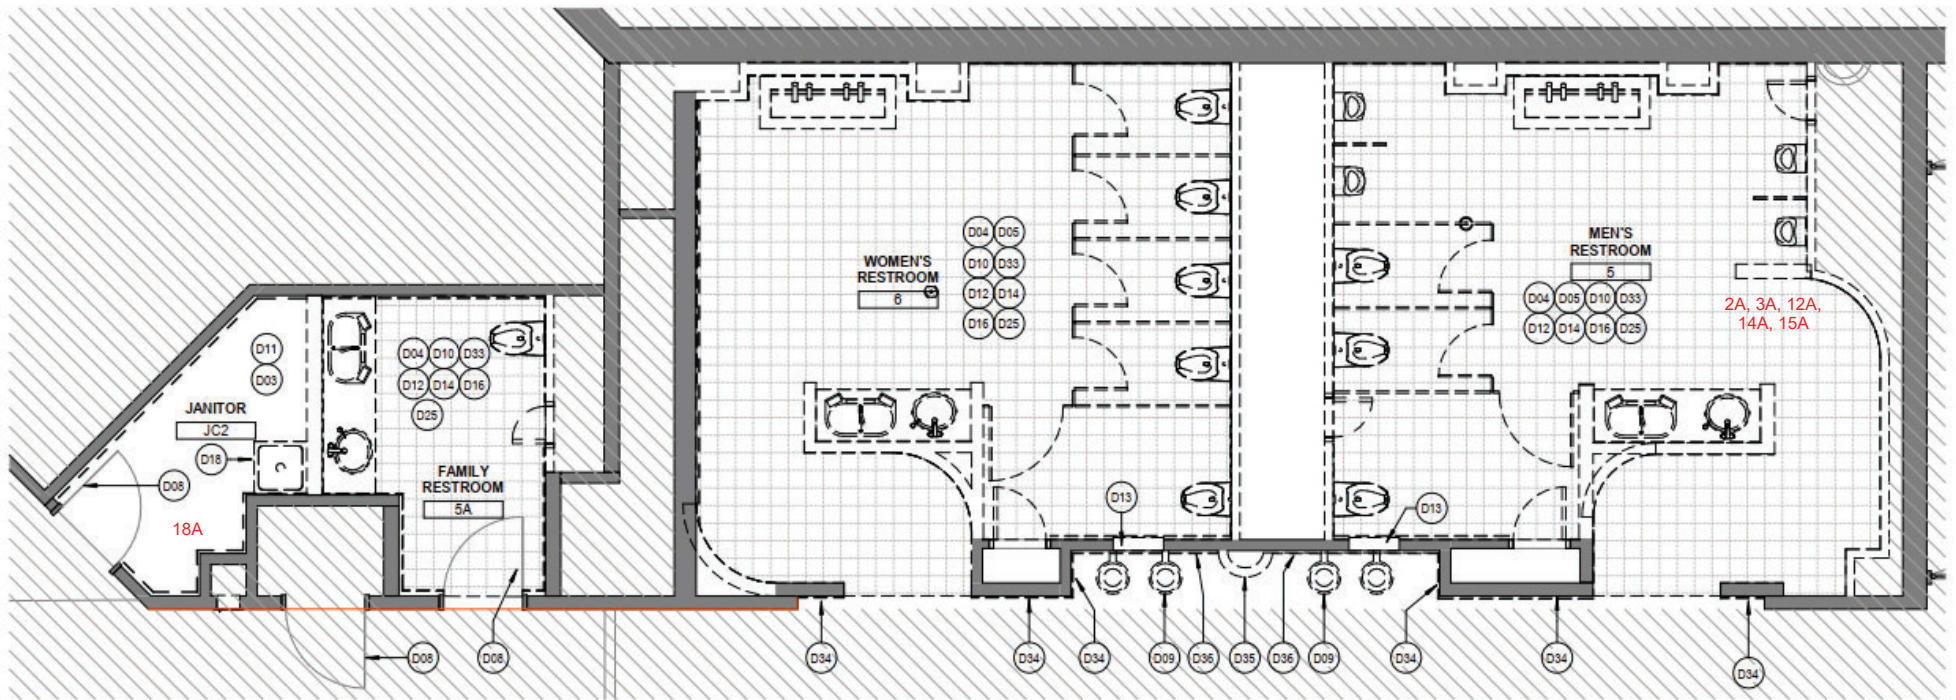 WOMEN'S
RESTROOM
6
D04 D05
D10 D33
D12 D14
D16 D25
MEN'S
RESTROOM
5
D04 D05 D10 D33
D12 D14 D16 D25
2A, 3A, 12A,
14A, 15A
D11
D03
JANITOR
JC2
D18
D08
18A
D04 D10 D33
D12 D14 D16
D25
FAMILY
RESTROOM
5A
D13
D13
D08
D08
D34
D34
D34
D09
D36
D35
D36
D09
D34
D34
D34